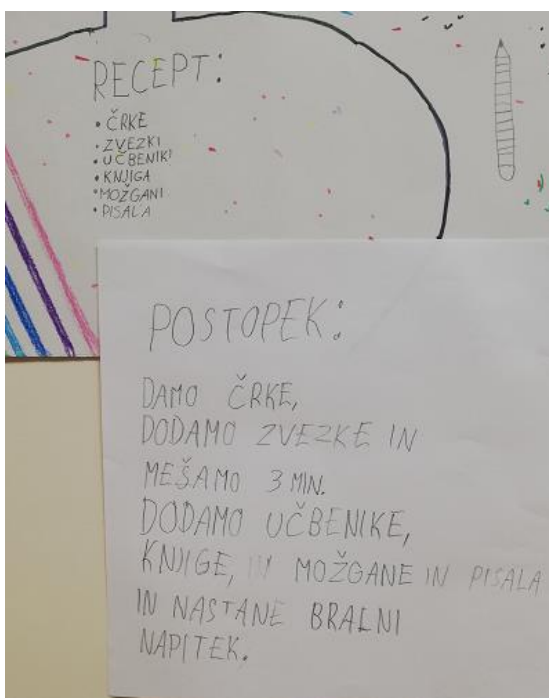 RECEPT:
• ČRKE
• ZVEZKI
• UČBENIKI
• KNJIGA
• MOŽGANI
• PISALA
POSTOPEK:
DAMO ČRKE,
DODAMO ZVEZKE IN
MEŠAMO 3 MIN.
DODAMO UČBENIKE,
KNJIGE, IN MOŽGANE IN PISALA
IN NASTANE BRALNI
NAPITEK.